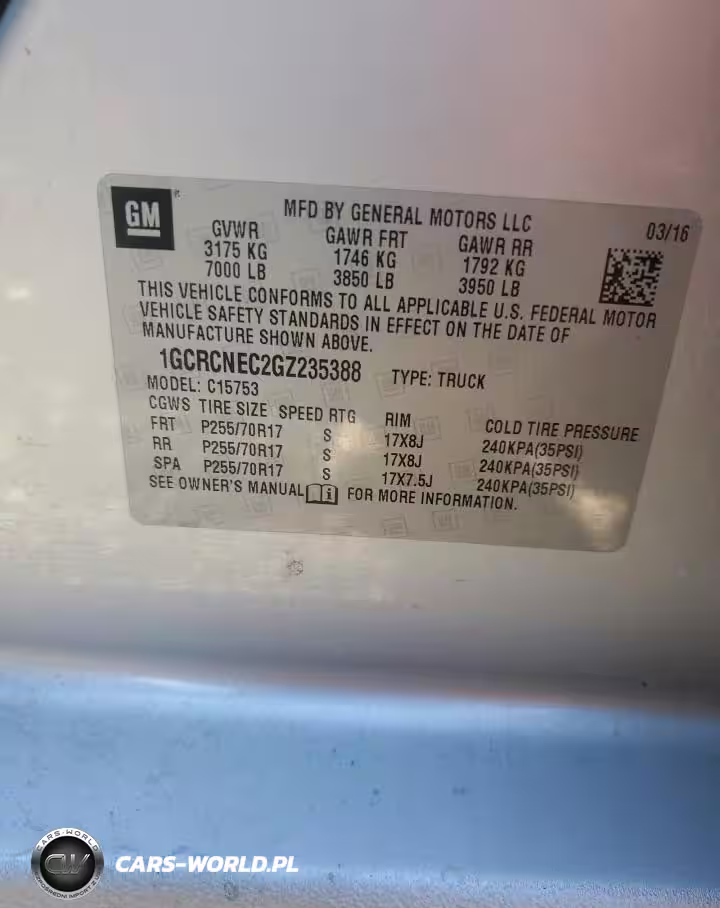 GM ®
MFD BY GENERAL MOTORS LLC
03/16
GVWR GAWR FRT GAWR RR
3175 KG 1746 KG 1792 KG
7000 LB 3850 LB 3950 LB
THIS VEHICLE CONFORMS TO ALL APPLICABLE U.S. FEDERAL MOTOR
VEHICLE SAFETY STANDARDS IN EFFECT ON THE DATE OF
MANUFACTURE SHOWN ABOVE.
1GCRCNEC2GZ235388 TYPE: TRUCK
MODEL: C15753
CGWS TIRE SIZE SPEED RTG RIM COLD TIRE PRESSURE
FRT P255/70R17 S 17X8J 240KPA(35PSI)
RR P255/70R17 S 17X8J 240KPA(35PSI)
SPA P255/70R17 S 17X7.5J 240KPA(35PSI)
SEE OWNER'S MANUAL FOR MORE INFORMATION.
CARS-WORLD
CW
CARS-WORLD.PL